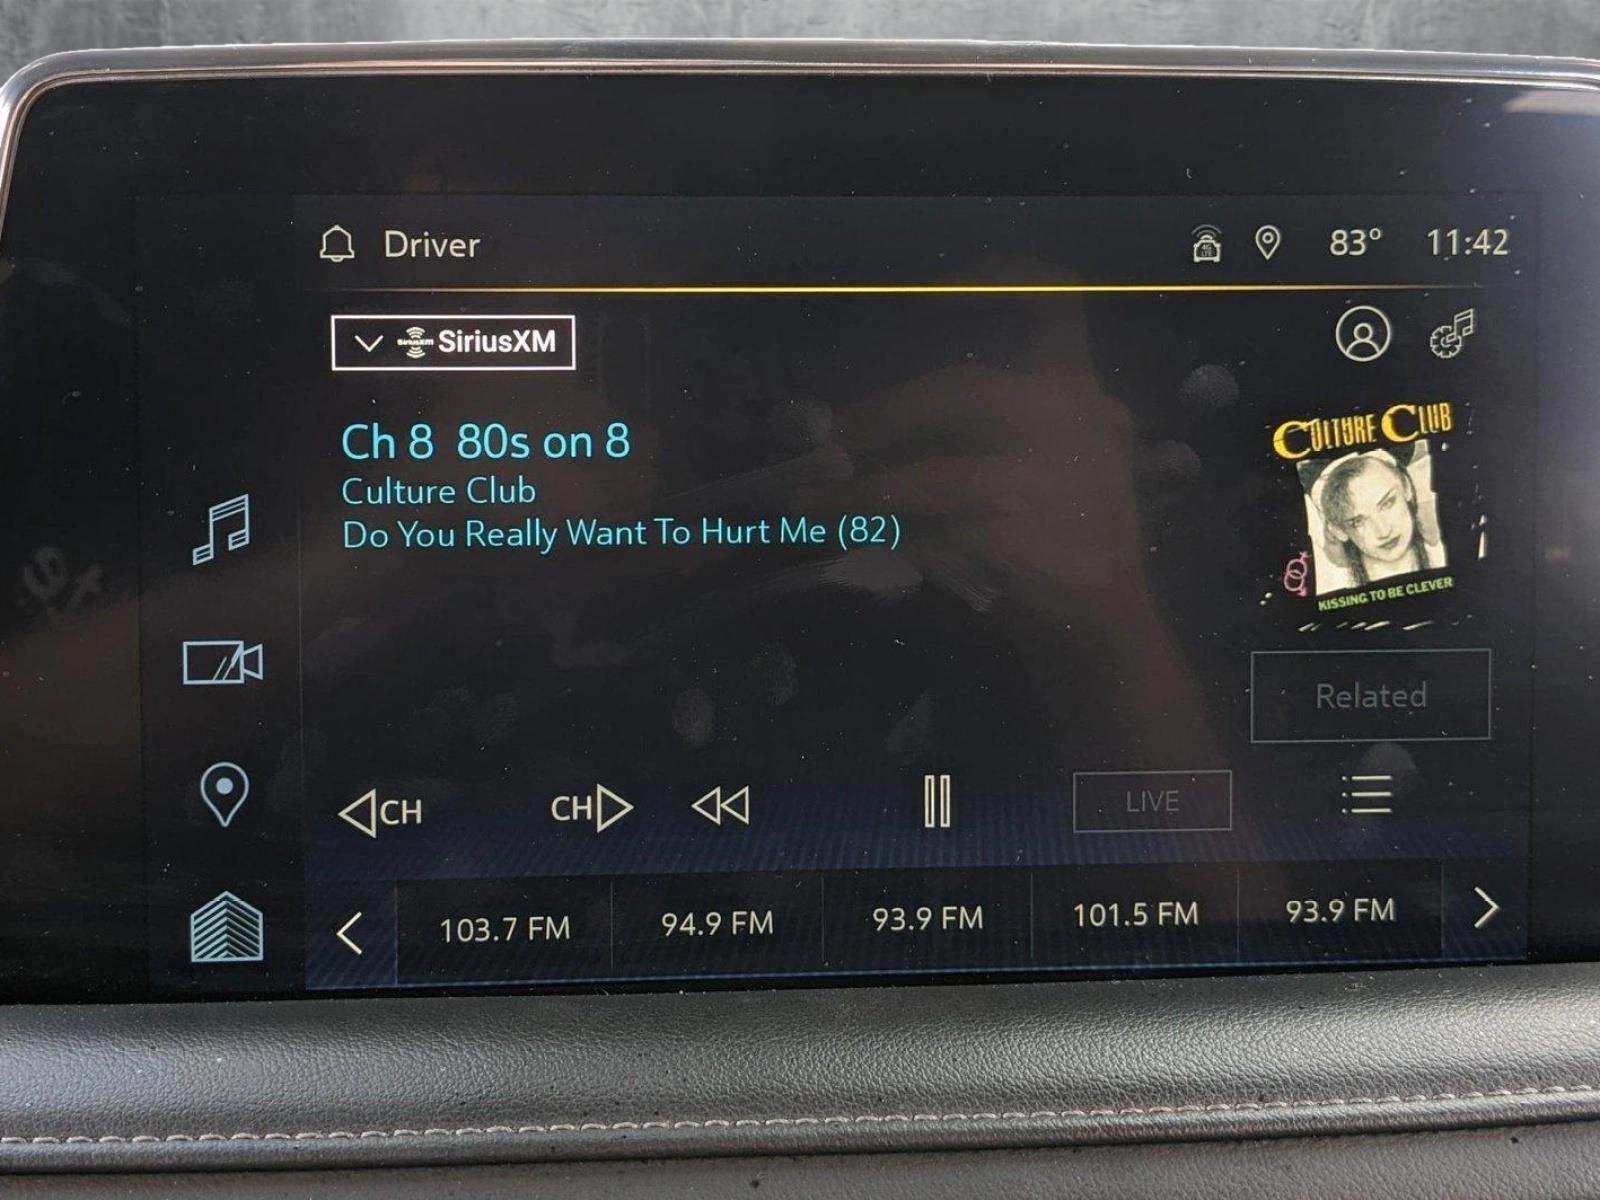 Driver
83° 11:42
SiriusXM SiriusXM
Ch 8 80s on 8
Culture Club
Do You Really Want To Hurt Me (82)
CULTURE CLUB
KISSING TO BE CLEVER
Related
CH CH LIVE
103.7 FM 94.9 FM 93.9 FM 101.5 FM 93.9 FM